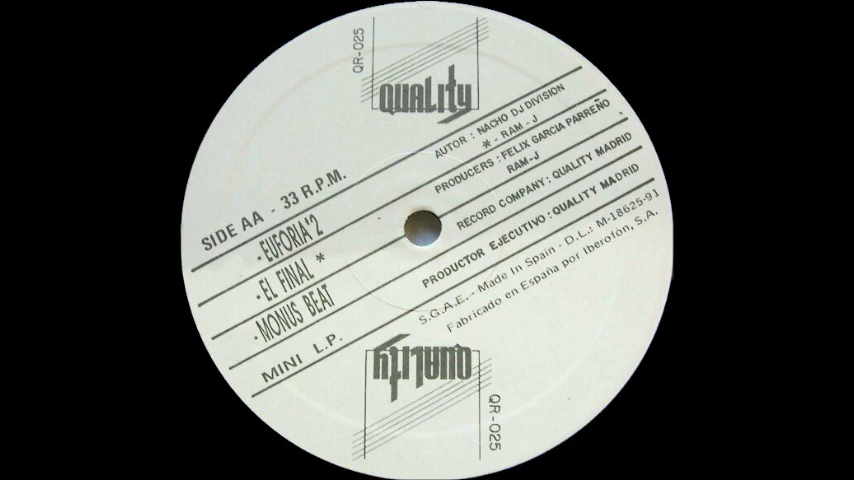 QR-025
QUALITY
SIDE AA - 33 R.P.M.
- EUFORIA'2
- EL FINAL *
- MONUS BEAT
MINI L.P.
AUTOR : NACHO DJ DIVISION
* - RAM - J
PRODUCERS : FELIX GARCIA PARREÑO
RAM-J
RECORD COMPANY : QUALITY MADRID
PRODUCTOR EJECUTIVO : QUALITY MADRID
S.G.A.E. - Made In Spain - D.L.: M-18625-91
Fabricado en España por Iberofón, S.A.
QUALITY
QR-025